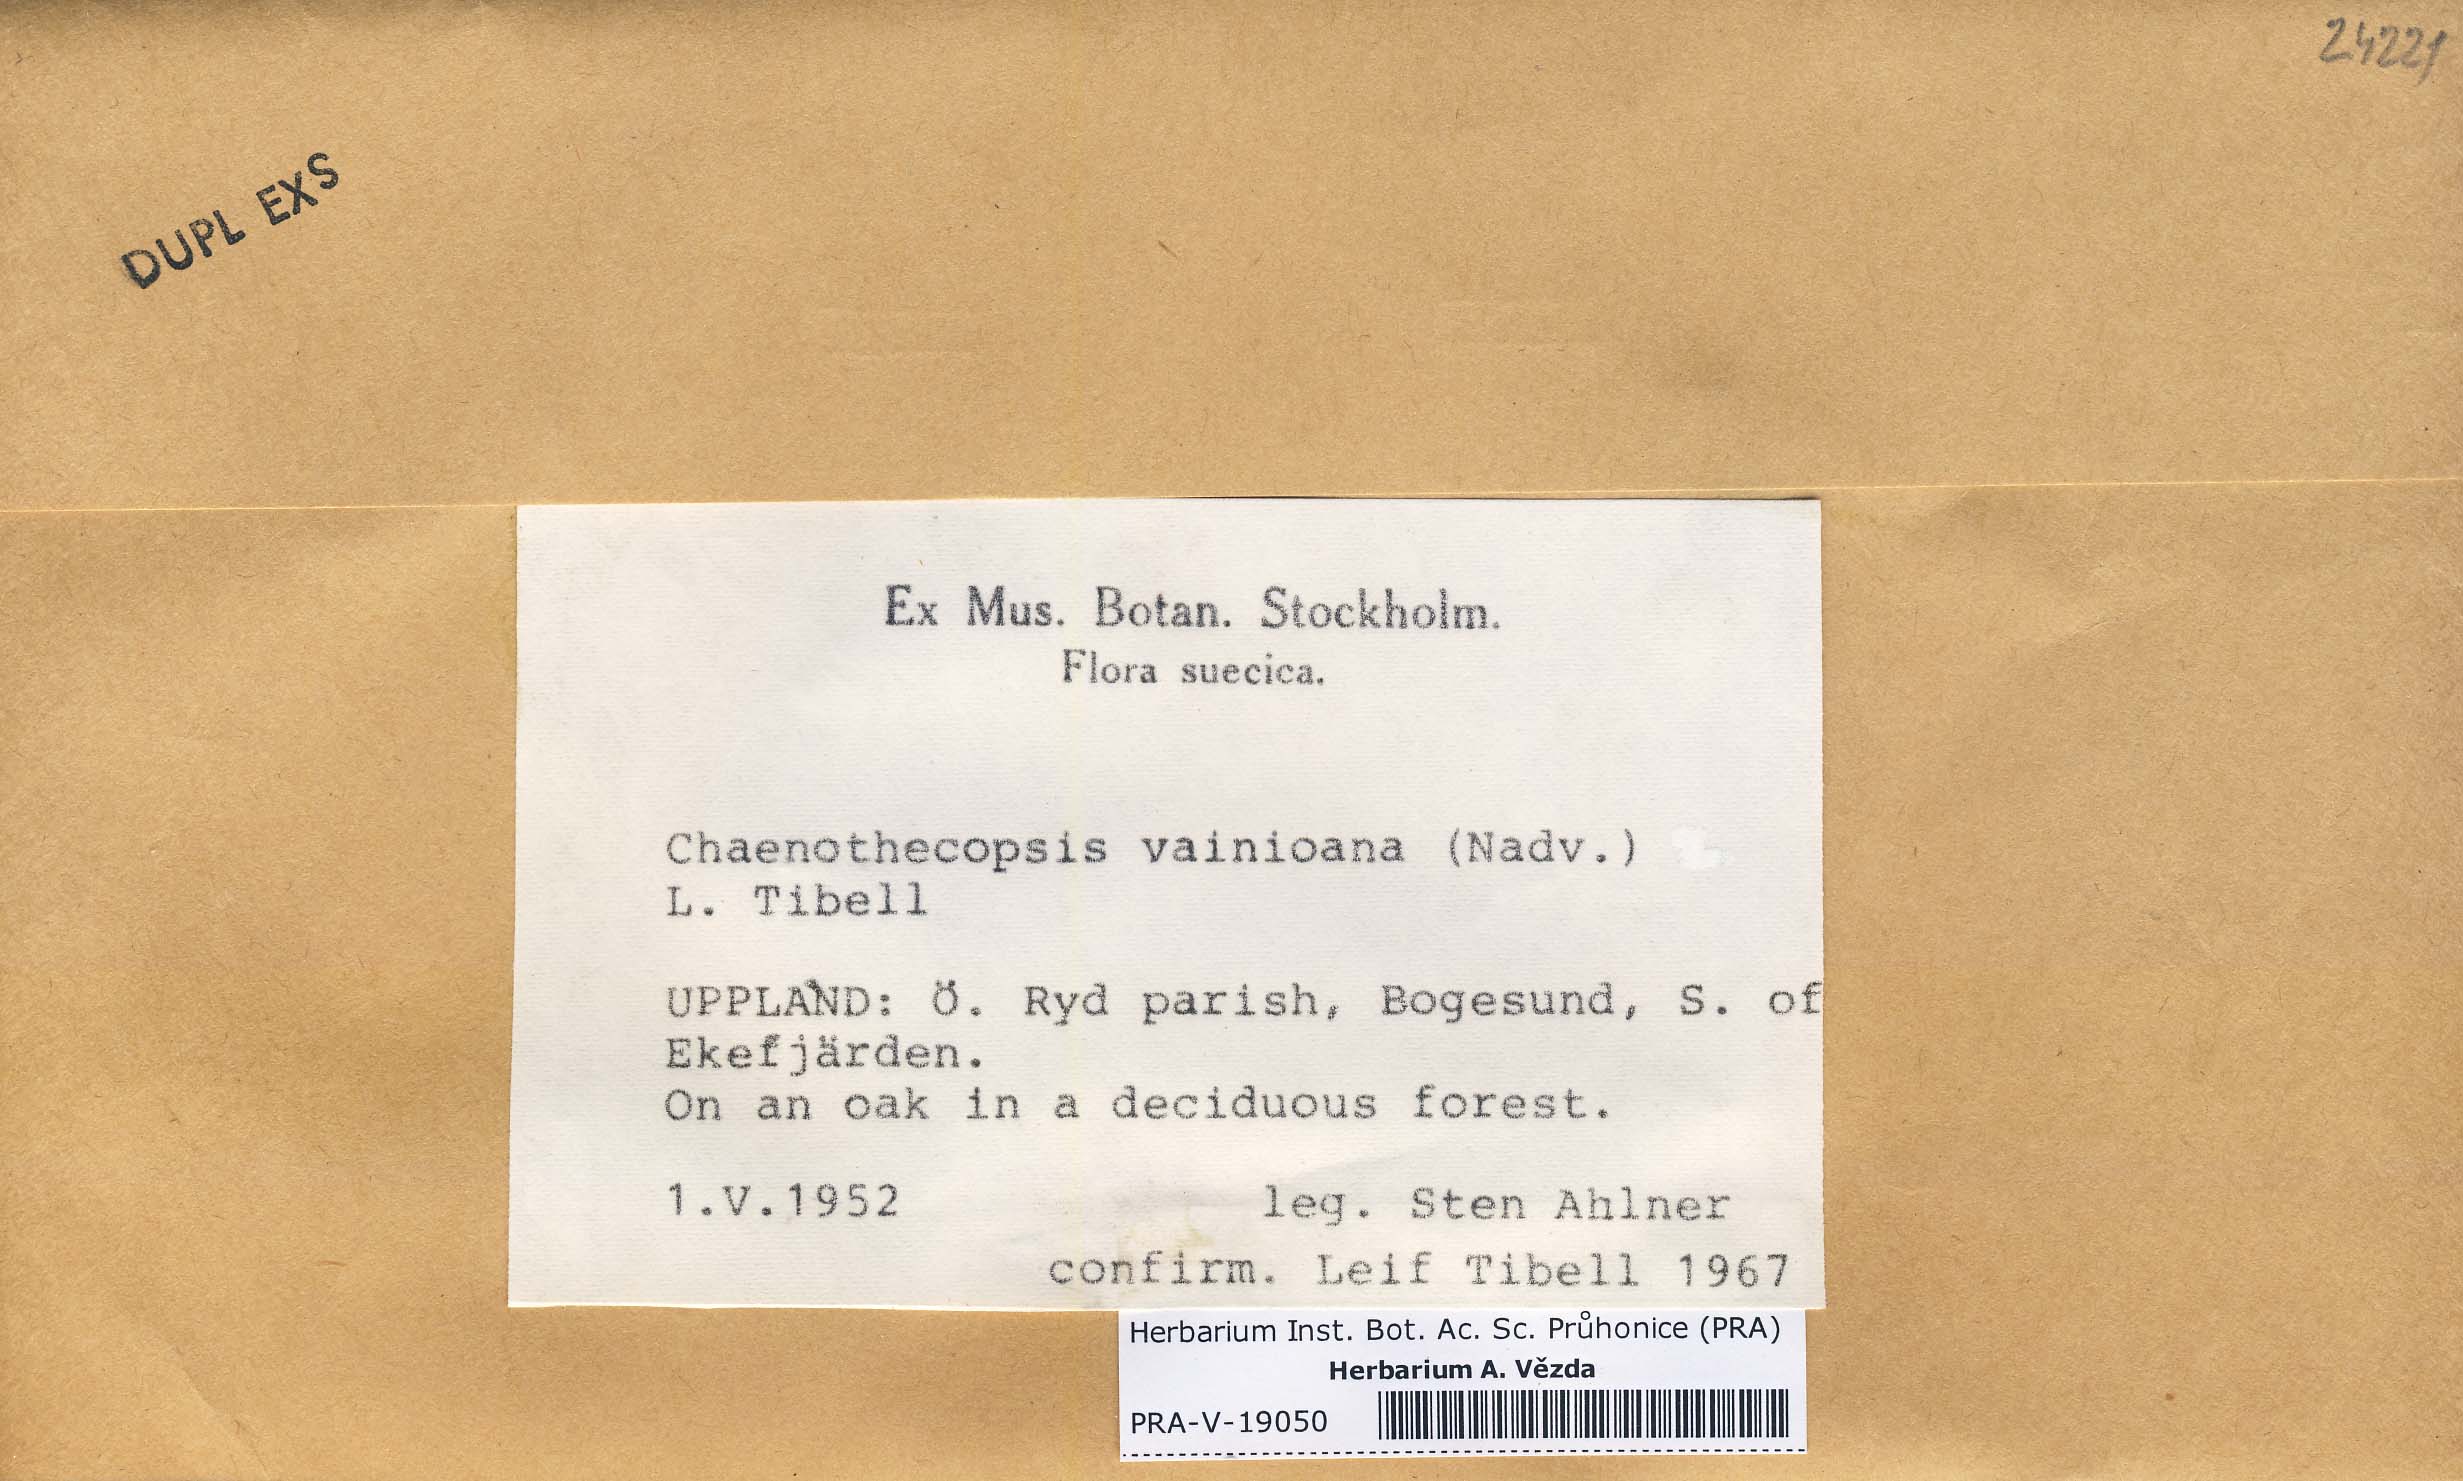 24221
DUPL EXS
Ex Mus. Botan. Stockholm.
Flora suecica.
Chaenothecopsis vainioana (Nadv.)
L. Tibell
UPPLAND: Ö. Ryd parish, Bogesund, S. of
Ekefjärden.
On an oak in a deciduous forest.
1.V.1952 leg. Sten Ahlner
confirm. Leif Tibell 1967
Herbarium Inst. Bot. Ac. Sc. Průhonice (PRA)
Herbarium A. Vězda
PRA-V-19050